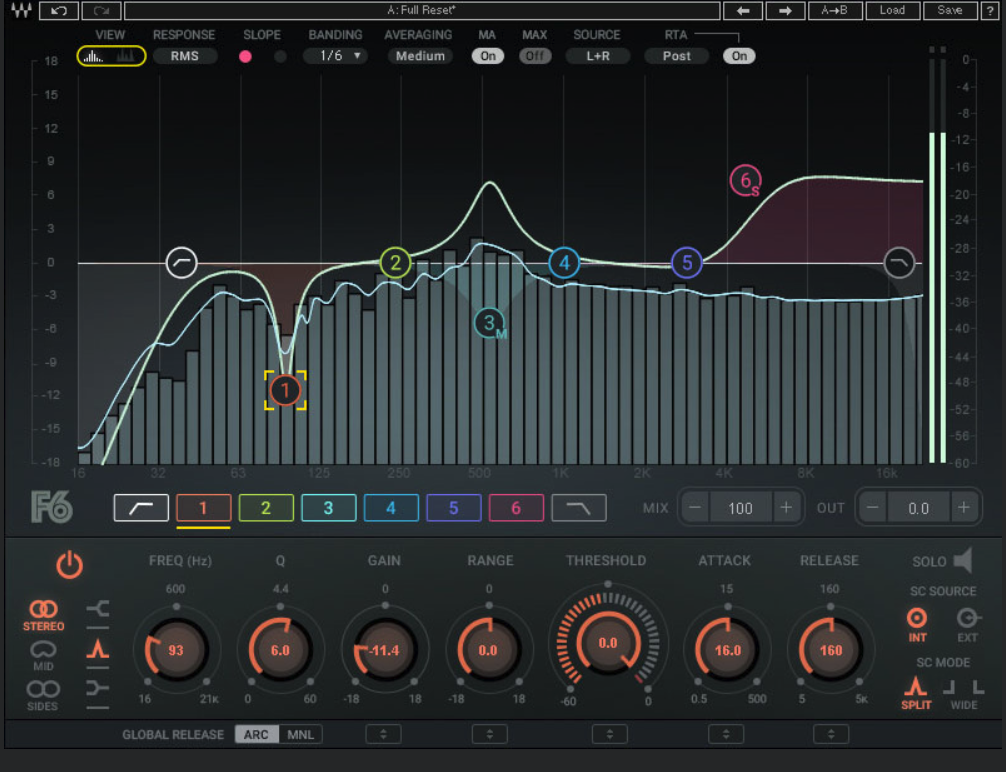 A: Full Reset* A→B Load Save ?
VIEW RESPONSE SLOPE BANDING AVERAGING MA MAX SOURCE RTA
RMS 1/6 ▼ Medium On Off L+R Post On
18 0
15 -4
12 -8
9 -12
6 -16
3 -20
0 -24
-3 -28
-6 -32
-9 -36
-12 -40
-15 -44
-18 -48
-52
-56
-60
6 S
2 4 5
3 M
1
16 32 63 125 250 500 1K 2K 4K 8K 16K
F6 1 2 3 4 5 6 MIX − 100 + OUT − 0.0 +
FREQ (Hz) Q GAIN RANGE THRESHOLD ATTACK RELEASE SOLO
600 4.4 0 0 15 160 SC SOURCE
STEREO 93 6.0 -11.4 0.0 0.0 16.0 160 INT EXT
MID SC MODE
16 21K 0 60 -18 18 -18 18 -60 0 0.5 500 5 5K
SIDES SPLIT WIDE
GLOBAL RELEASE ARC MNL